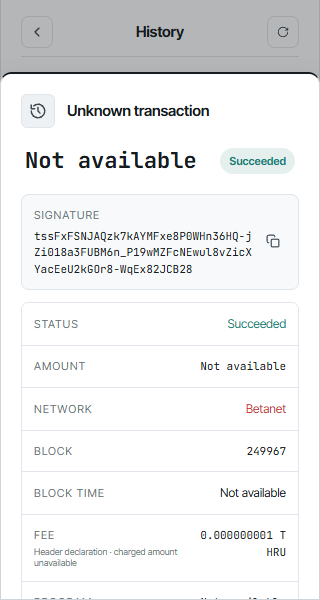 History
Unknown transaction
Not available
Succeeded
SIGNATURE
tssFxFSNJAQzk7kAYMFxe8P0WHn36HQ-j
Zi018a3FUBM6n_P19wMZFcNEwul8vZicX
YacEeU2kGOr8-WqEx82JCB28
STATUS
Succeeded
AMOUNT
Not available
NETWORK
Betanet
BLOCK
249967
BLOCK TIME
Not available
FEE
0.000000001 T
HRU
Header declaration · charged amount
unavailable